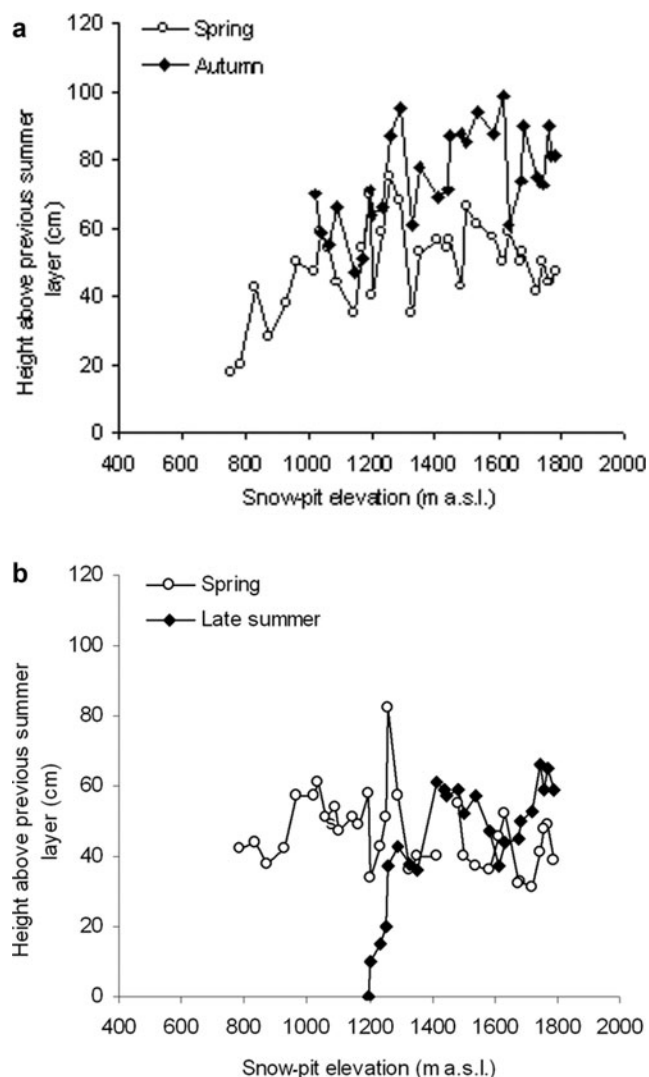 a
Spring
Autumn
120
100
80
60
40
20
0
Height above previous summer
layer (cm)
400 600 800 1000 1200 1400 1600 1800 2000
Snow-pit elevation (m a.s.l.)
b
Spring
Late summer
120
100
80
60
40
20
0
Height above previous summer
layer (cm)
400 600 800 1000 1200 1400 1600 1800 2000
Snow-pit elevation (m a.s.l.)